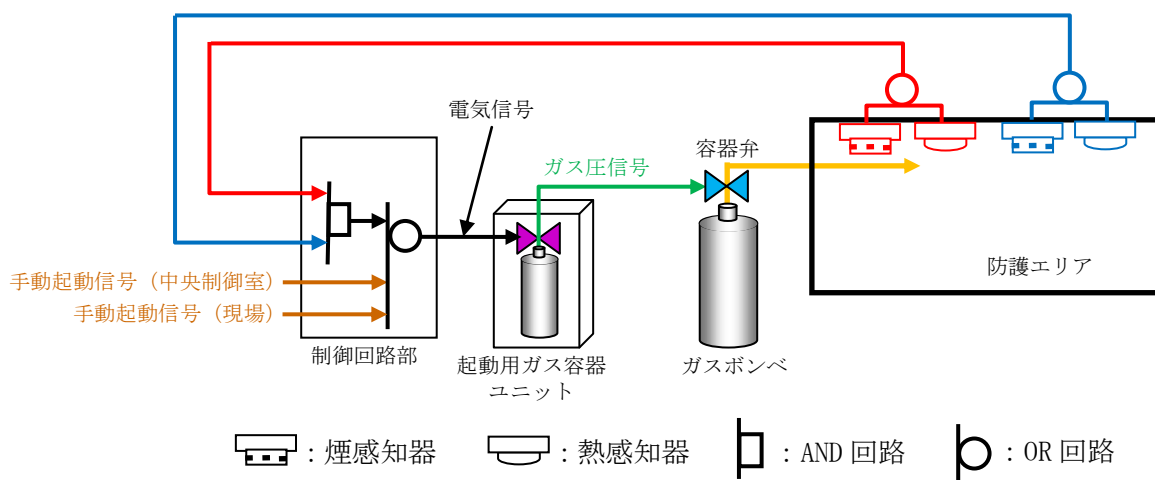 電気信号
容器弁
ガス圧信号
防護エリア
手動起動信号（中央制御室）
手動起動信号（現場）
制御回路部
起動用ガス容器
ユニット
ガスボンベ
：煙感知器
：熱感知器
：AND 回路
：OR 回路